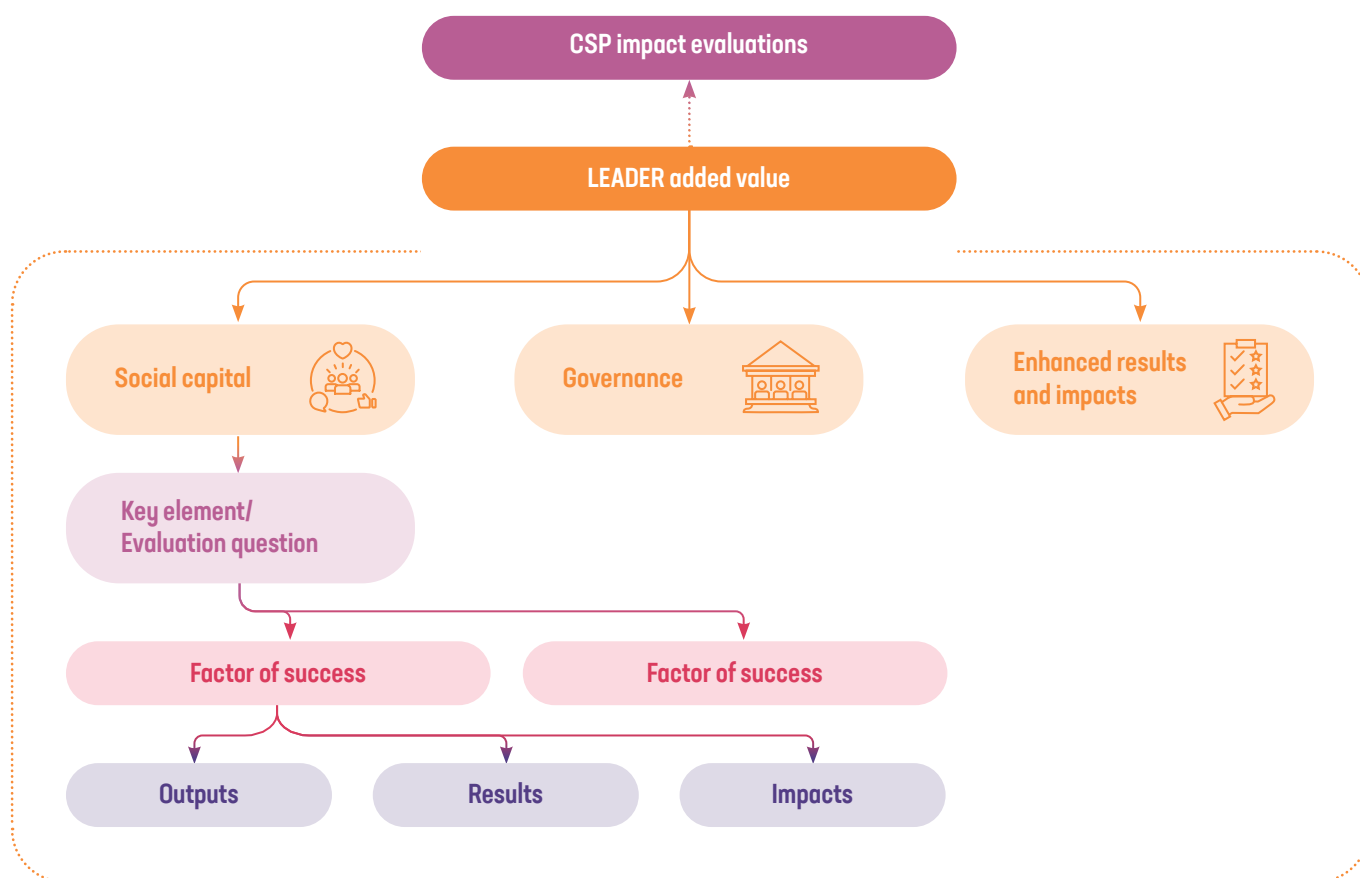 CSP impact evaluations
LEADER added value
Social capital
Governance
Enhanced results
and impacts
Key element/
Evaluation question
Factor of success
Factor of success
Outputs
Results
Impacts